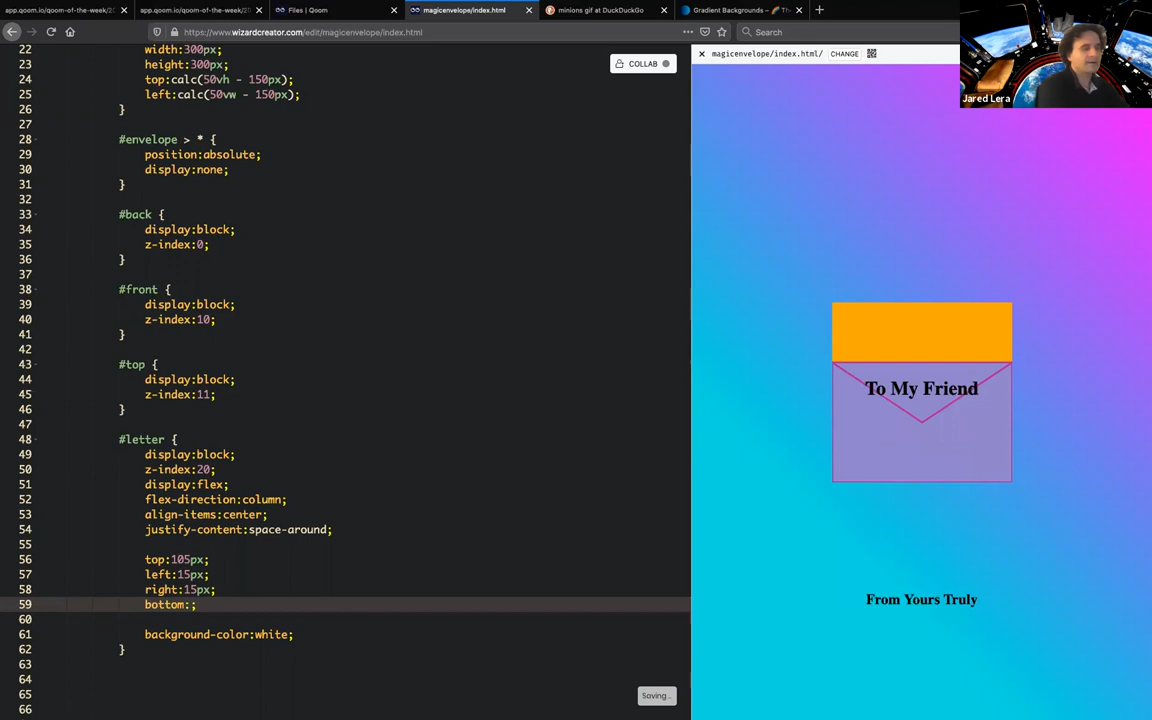 app.qoom.io/qoom-of-the-week/2( × app.qoom.io/qoom-of-the-week/20 × Files | Qoom × magicenvelope/index.html × minions gif at DuckDuckGo × Gradient Backgrounds – 🌈 Th × +
https://www.wizardcreator.com/edit/magicenvelope/index.html Search
22 width:300px;
23 height:300px;
24 top:calc(50vh - 150px);
25 left:calc(50vw - 150px);
26 }
27
28 #envelope > * {
29 position:absolute;
30 display:none;
31 }
32
33 #back {
34 display:block;
35 z-index:0;
36 }
37
38 #front {
39 display:block;
40 z-index:10;
41 }
42
43 #top {
44 display:block;
45 z-index:11;
46 }
47
48 #letter {
49 display:block;
50 z-index:20;
51 display:flex;
52 flex-direction:column;
53 align-items:center;
54 justify-content:space-around;
55
56 top:105px;
57 left:15px;
58 right:15px;
59 bottom:;
60
61 background-color:white;
62 }
63
64
65
66
COLLAB
Saving..
× magicenvelope/index.html/ CHANGE
Jared Lera
To My Friend
From Yours Truly